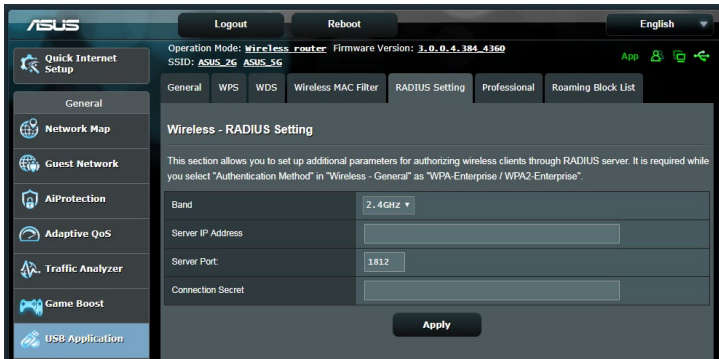 ASUS
Logout
Reboot
English
Quick Internet
Setup
General
Network Map
Guest Network
AiProtection
Adaptive QoS
Traffic Analyzer
Game Boost
USB Application
Operation Mode: Wireless router Firmware Version: 3.0.0.4.384_4360
SSID: ASUS_2G ASUS_5G
App
General WPS WDS Wireless MAC Filter RADIUS Setting Professional Roaming Block List
Wireless - RADIUS Setting
This section allows you to set up additional parameters for authorizing wireless clients through RADIUS server. It is required while
you select "Authentication Method" in "Wireless - General" as "WPA-Enterprise / WPA2-Enterprise".
Band 2.4GHz
Server IP Address
Server Port: 1812
Connection Secret
Apply